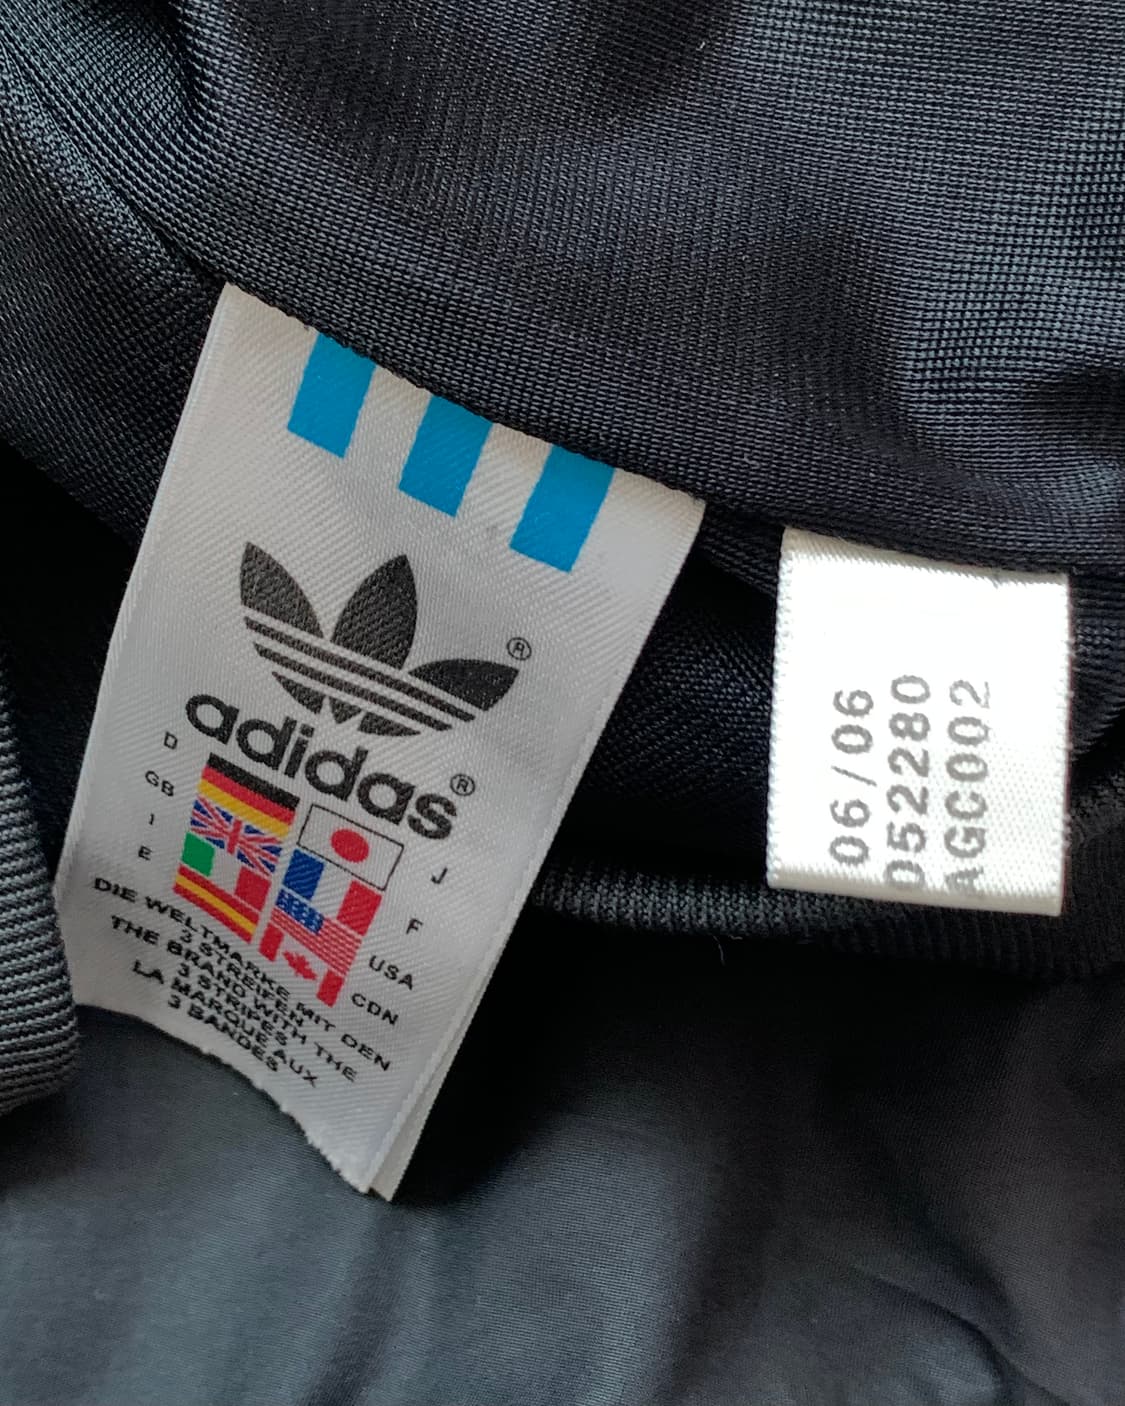 ®
adidas®
D
GB
I
E
J
F
USA
CDN
DIE WELTMARKE MIT DEN
3 STREIFEN
THE BRAND WITH THE
3 STRIPES
LA MARQUE AUX
3 BANDES
06/06
052280
AGC002